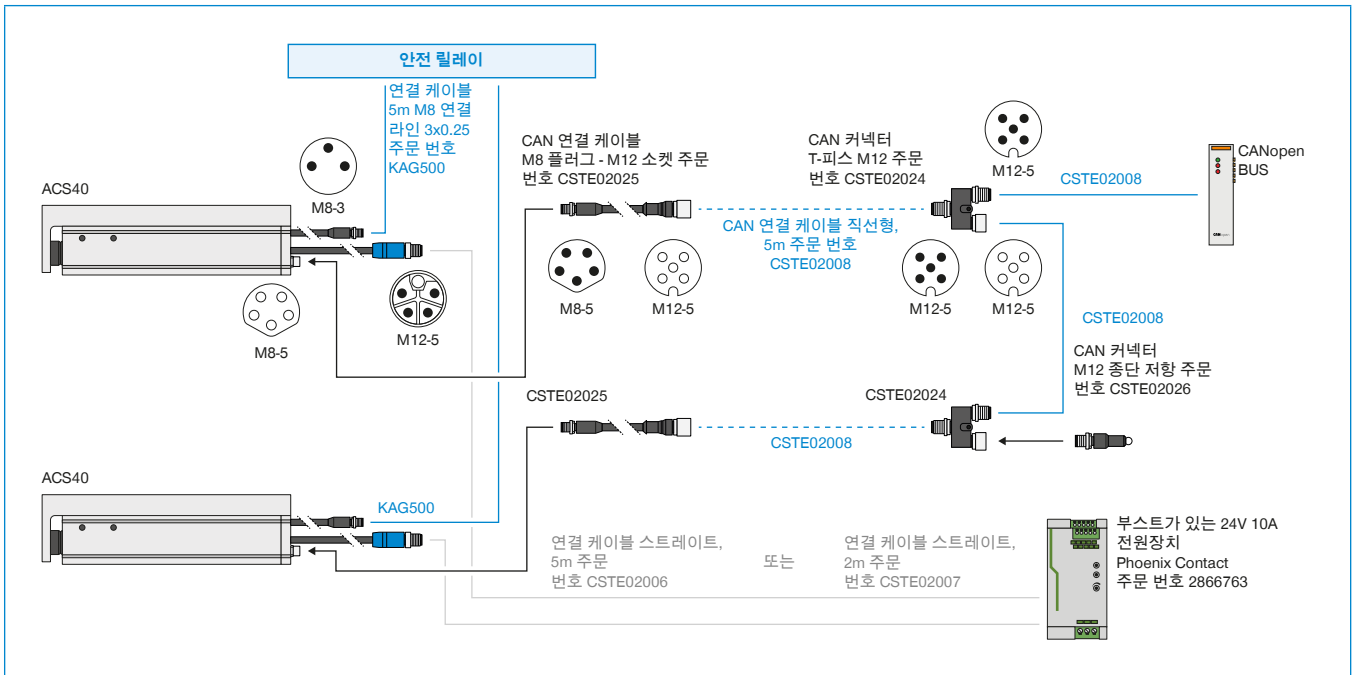 안전 릴레이
연결 케이블
5m M8 연결
라인 3x0.25
주문 번호
KAG500
M8-3
ACS40
M8-5
M12-5
CAN 연결 케이블
M8 플러그 - M12 소켓 주문
번호 CSTE02025
M8-5
M12-5
CAN 연결 케이블 직선형,
5m 주문 번호
CSTE02008
CAN 커넥터
T-피스 M12 주문
번호 CSTE02024
M12-5
M12-5
M12-5
CSTE02008
CANopen
BUS
CSTE02008
CAN 커넥터
M12 종단 저항 주문
번호 CSTE02026
CSTE02025
CSTE02008
CSTE02024
ACS40
KAG500
연결 케이블 스트레이트,
5m 주문
번호 CSTE02006
또는
연결 케이블 스트레이트,
2m 주문
번호 CSTE02007
부스트가 있는 24V 10A
전원장치
Phoenix Contact
주문 번호 2866763